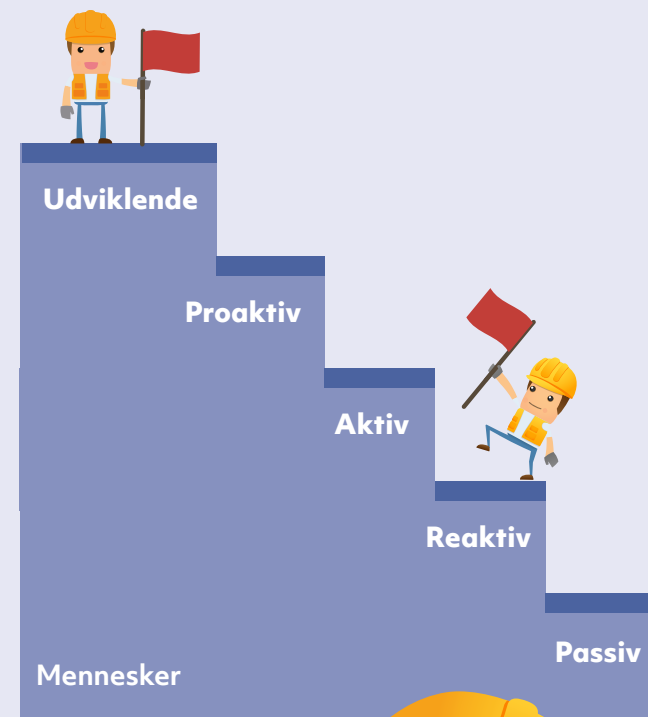 Udviklende
Proaktiv
Aktiv
Reaktiv
Passiv
Mennesker